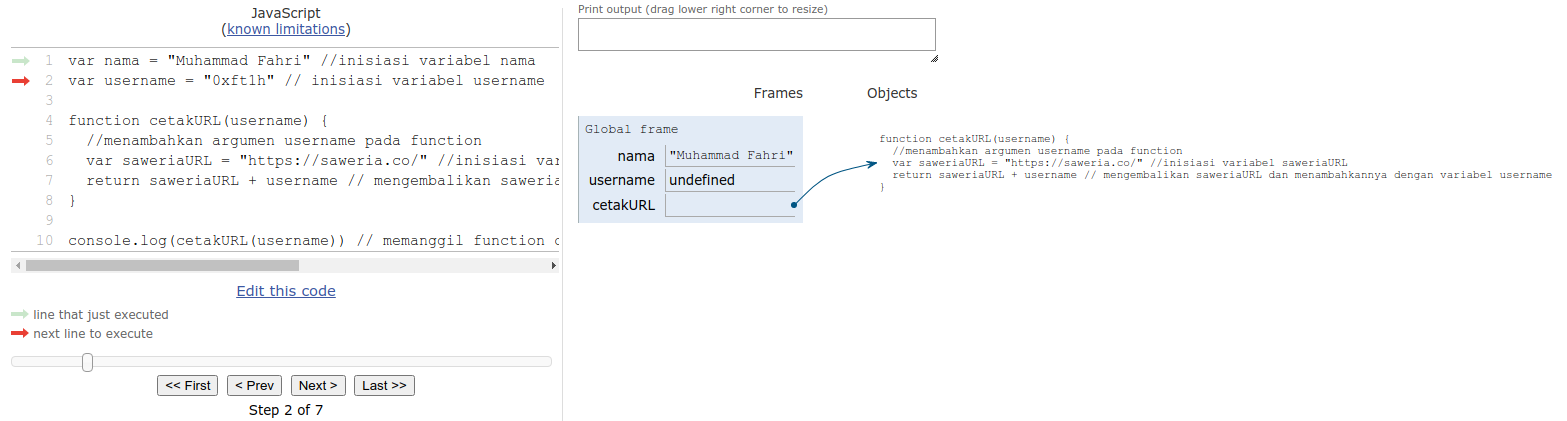 JavaScript
(known limitations)
1 var nama = "Muhammad Fahri" //inisiasi variabel nama
2 var username = "0xft1h" // inisiasi variabel username
3
4 function cetakURL(username) {
5 //menambahkan argumen username pada function
6 var saweriaURL = "https://saweria.co/" //inisiasi var
7 return saweriaURL + username // mengembalikan saweria
8 }
9
10 console.log(cetakURL(username)) // memanggil function c
Edit this code
line that just executed
next line to execute
<< First < Prev Next > Last >>
Step 2 of 7
Print output (drag lower right corner to resize)
Frames Objects
Global frame
nama "Muhammad Fahri"
username undefined
cetakURL
function cetakURL(username) {
//menambahkan argumen username pada function
var saweriaURL = "https://saweria.co/" //inisiasi variabel saweriaURL
return saweriaURL + username // mengembalikan saweriaURL dan menambahkannya dengan variabel username
}